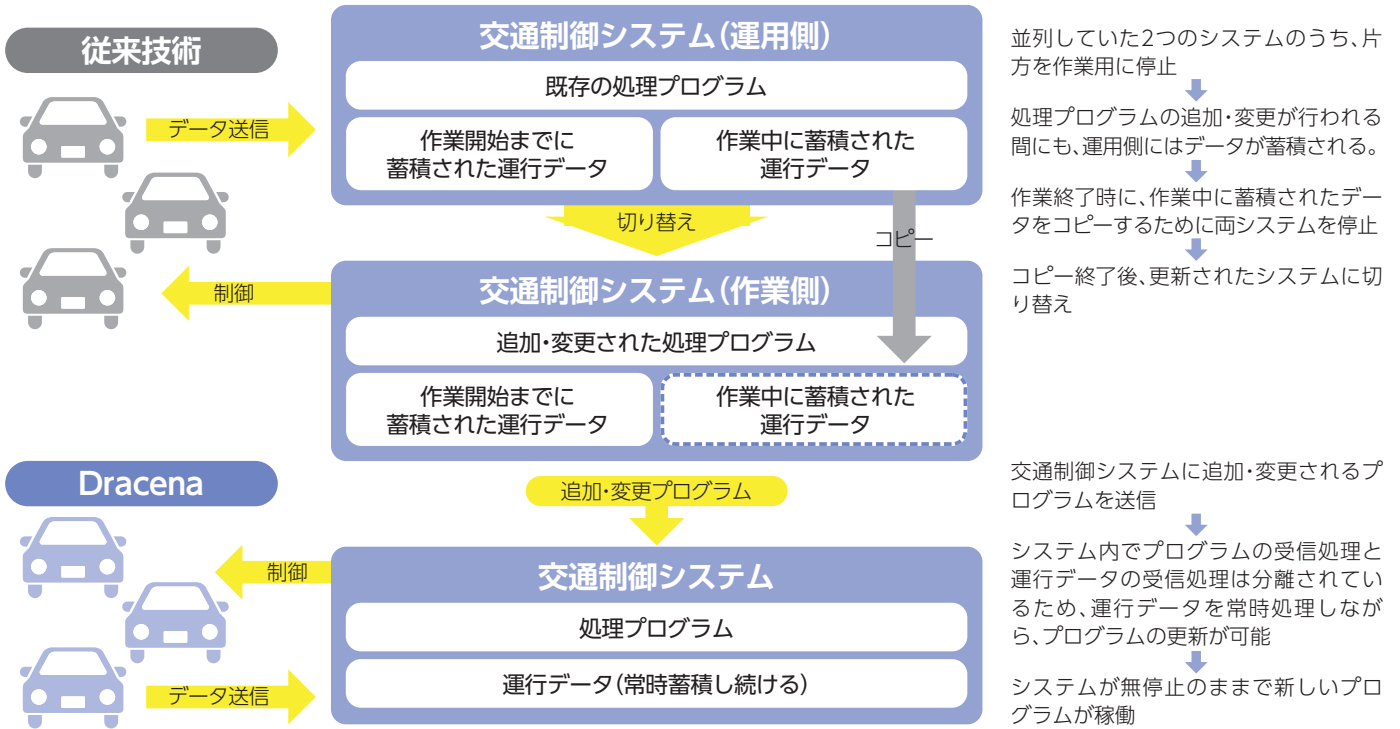 従来技術
データ送信
制御
交通制御システム（運用側）
既存の処理プログラム
作業開始までに
蓄積された運行データ
作業中に蓄積された
運行データ
切り替え
コピー
交通制御システム（作業側）
追加・変更された処理プログラム
作業開始までに
蓄積された運行データ
作業中に蓄積された
運行データ
並列していた2つのシステムのうち、片
方を作業用に停止
処理プログラムの追加・変更が行われる
間にも、運用側にはデータが蓄積される。
作業終了時に、作業中に蓄積されたデー
タをコピーするために両システムを停止
コピー終了後、更新されたシステムに切
り替え
Dracena
追加・変更プログラム
制御
データ送信
交通制御システム
処理プログラム
運行データ（常時蓄積し続ける）
交通制御システムに追加・変更されるプ
ログラムを送信
システム内でプログラムの受信処理と
運行データの受信処理は分離されてい
るため、運行データを常時処理しなが
ら、プログラムの更新が可能
システムが無停止のままで新しいプロ
グラムが稼働